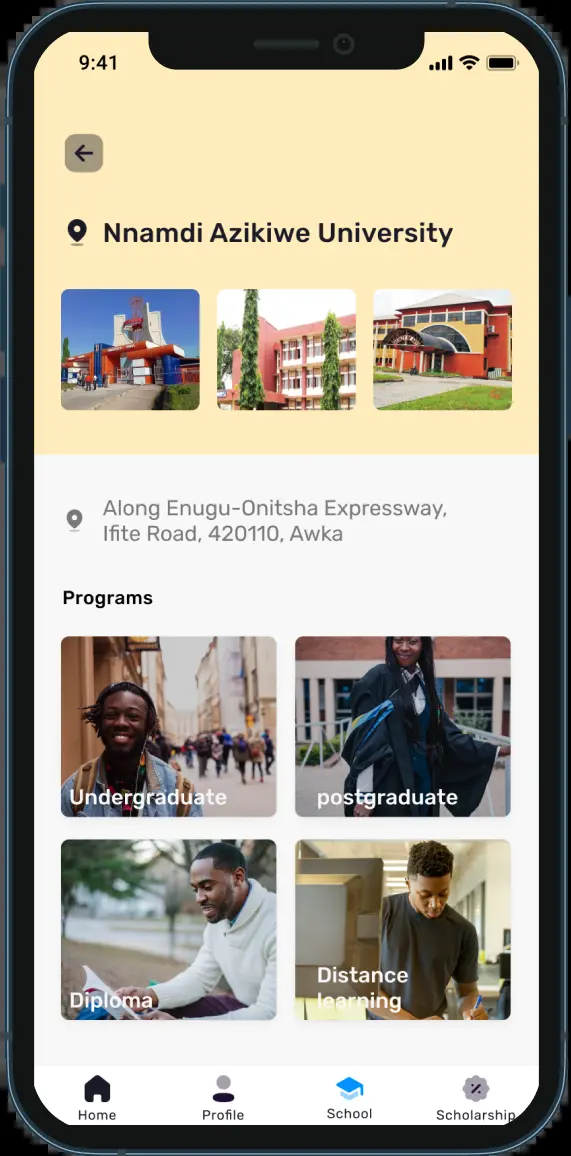 9:41
Nnamdi Azikiwe University
Along Enugu-Onitsha Expressway,
Ifite Road, 420110, Awka
Programs
Undergraduate
postgraduate
Diploma
Distance
learning
Home
Profile
School
Scholarship